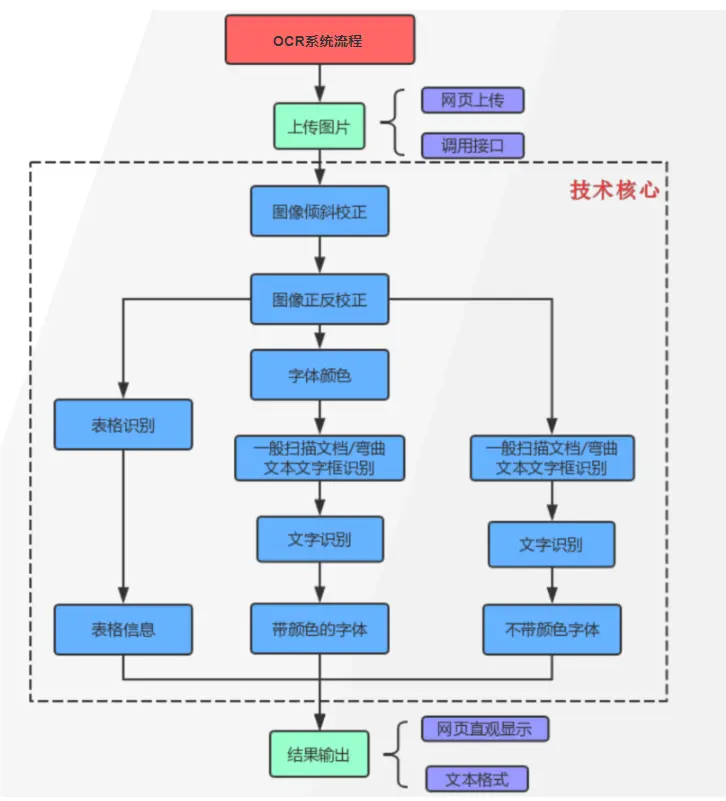 OCR系统流程
上传图片
网页上传
调用接口
技术核心
图像倾斜校正
图像正反校正
字体颜色
表格识别
一般扫描文档/弯曲
文本文字框识别
一般扫描文档/弯曲
文本文字框识别
文字识别
文字识别
表格信息
带颜色的字体
不带颜色字体
结果输出
网页直观显示
文本格式